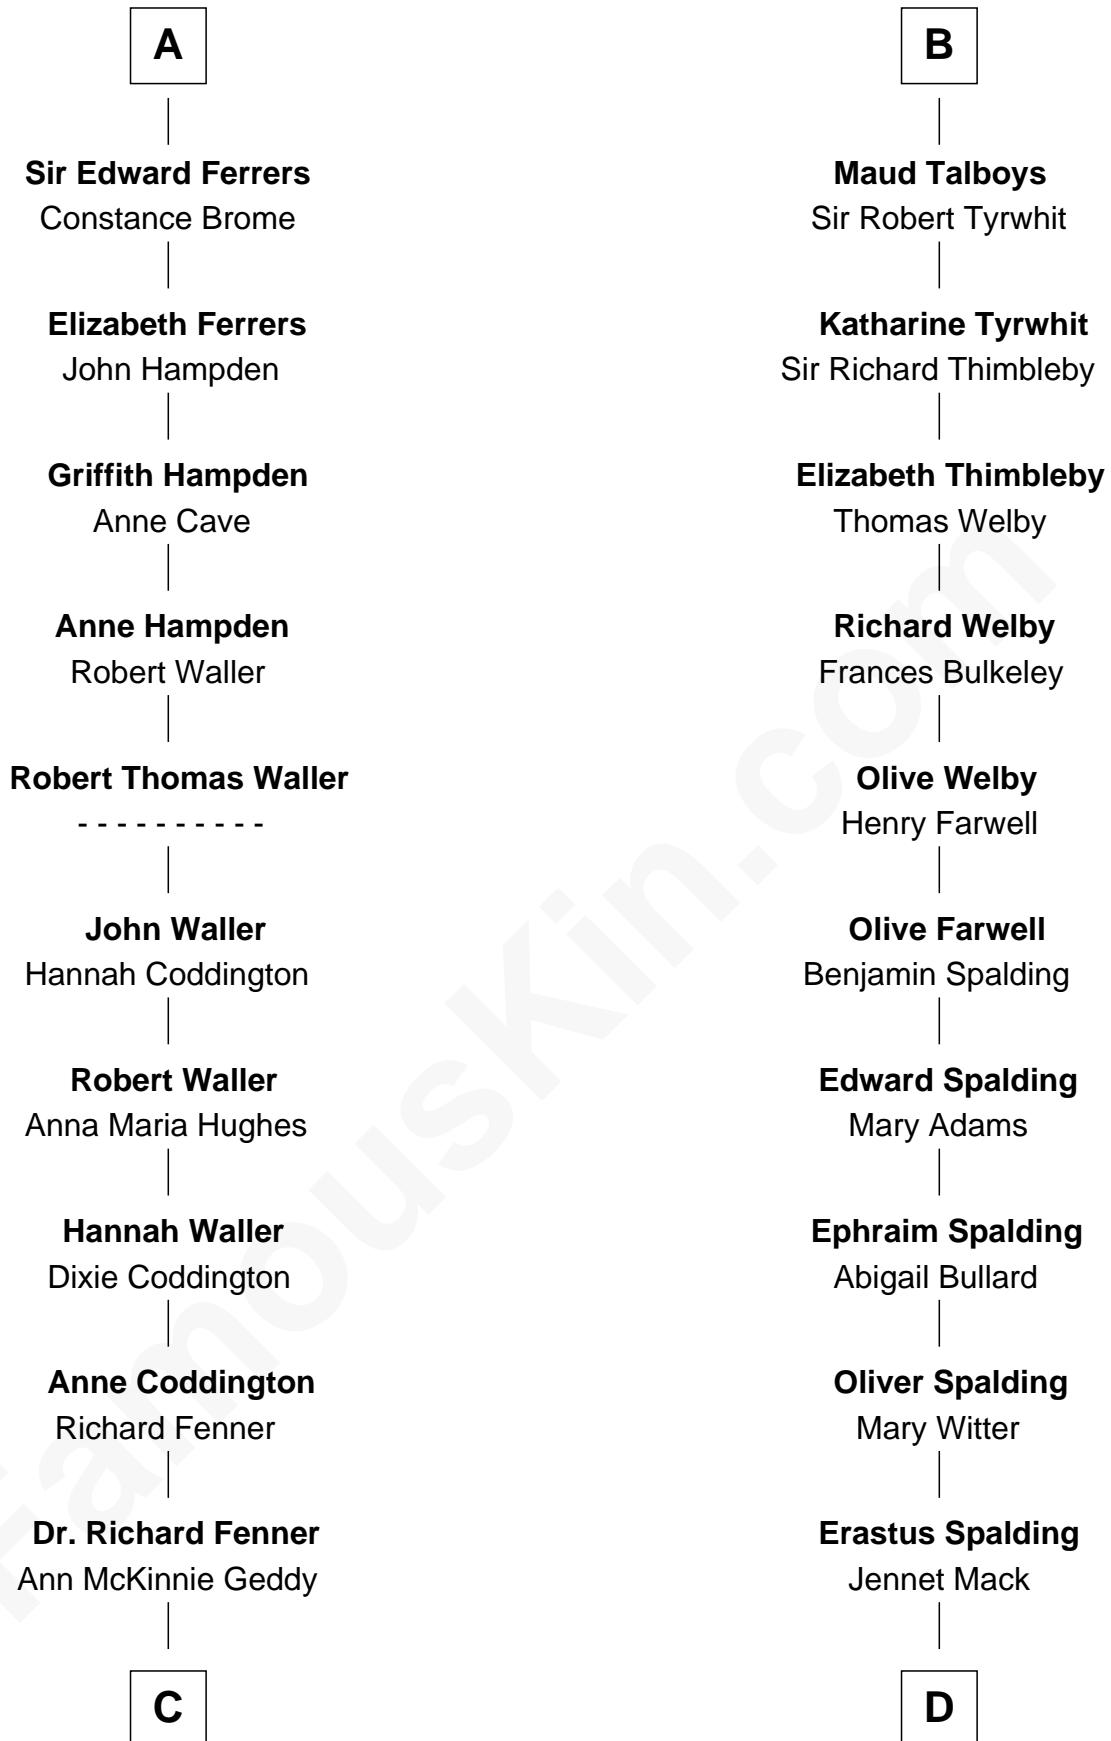 A
Sir Edward Ferrers
Constance Brome
Elizabeth Ferrers
John Hampden
Griffith Hampden
Anne Cave
Anne Hampden
Robert Waller
Robert Thomas Waller
- - - - - - - - - -
John Waller
Hannah Coddington
Robert Waller
Anna Maria Hughes
Hannah Waller
Dixie Coddington
Anne Coddington
Richard Fenner
Dr. Richard Fenner
Ann McKinnie Geddy
C
B
Maud Talboys
Sir Robert Tyrwhit
Katharine Tyrwhit
Sir Richard Thimbleby
Elizabeth Thimbleby
Thomas Welby
Richard Welby
Frances Bulkeley
Olive Welby
Henry Farwell
Olive Farwell
Benjamin Spalding
Edward Spalding
Mary Adams
Ephraim Spalding
Abigail Bullard
Oliver Spalding
Mary Witter
Erastus Spalding
Jennet Mack
D
FamousKin.com